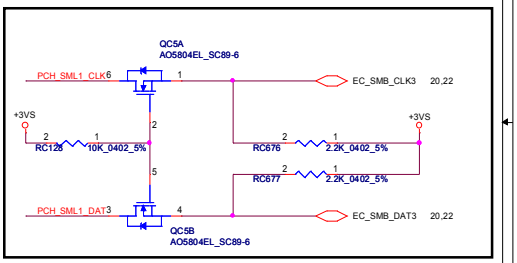 QC5A
AO5804EL_SC89-6
PCH_SML1_CLK 6 1 EC_SMB_CLK3 20,22
+3VS 2 +3VS
2 1 2 1
RC128 10K_0402_5% RC676 2.2K_0402_5%
5 2 1
RC677 2.2K_0402_5%
PCH_SML1_DAT 3 4 EC_SMB_DAT3 20,22
QC5B
AO5804EL_SC89-6